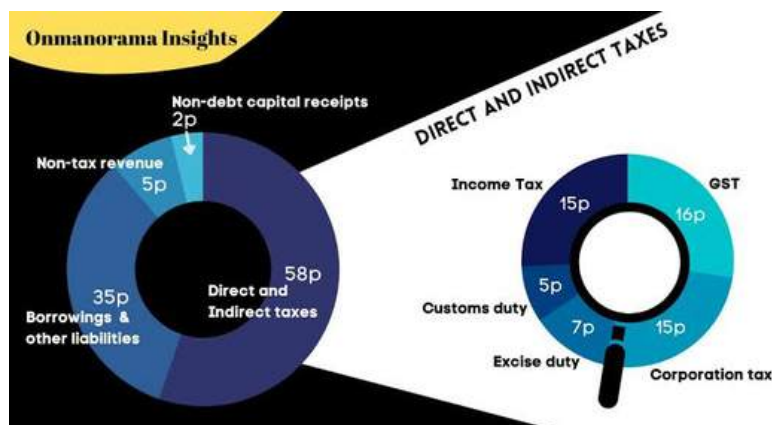 Onmanorama Insights
DIRECT AND INDIRECT TAXES
Non-debt capital receipts
2p
Non-tax revenue
5p
35p
Borrowings &
other liabilities
58p
Direct and
Indirect taxes
Income Tax
15p
GST
16p
5p
Customs duty
7p
Excise duty
15p
Corporation tax